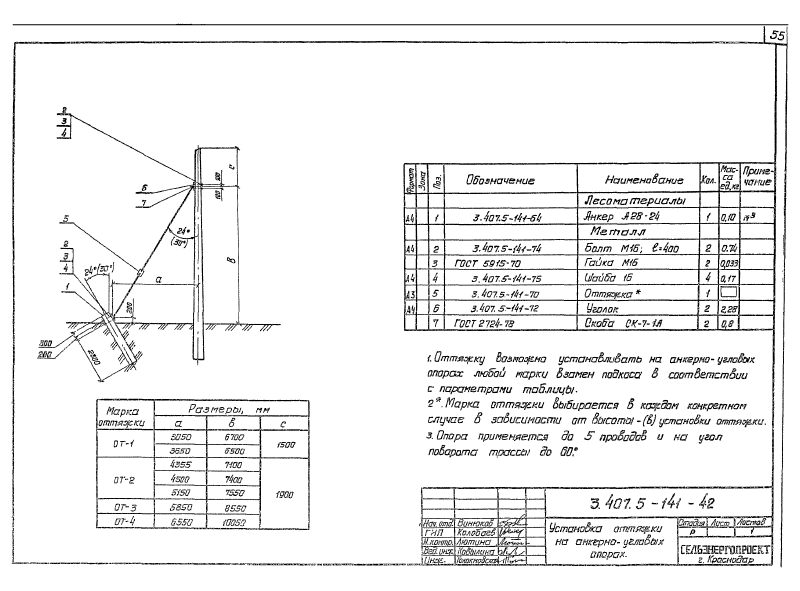 55
2
3
4
6
7
5
2
3
4
1
24°(30°)
24°
(30°)
a
в
c
100
200
200
2500
Формат Зона Поз. Обозначение Наименование Кол. Масса ед, кг Примечание
Лесоматериалы
А4 1 3.407.5-141-64 Анкер А28-24 1 0,10 м³
Металл
А4 2 3.407.5-141-74 Болт М16; ℓ=400 2 0.74
3 ГОСТ 5915-70 Гайка М16 2 0,033
А4 4 3.407.5-141-75 Шайба 16 4 0,17
А3 5 3.407.5-141-70 Оттяжка* 1
А4 6 3.407.5-141-72 Уголок 2 2,28
7 ГОСТ 2724-78 Скоба СК-7-1А 2 0,8
1. Оттяжку возможно устанавливать на анкерно-угловых
опорах любой марки взамен подкоса в соответствии
с параметрами таблицы.
2*. Марка оттяжки выбирается в каждом конкретном
случае в зависимости от высоты-(в) установки оттяжки.
3. Опора применяется до 5 проводов и на угол
поворота трассы до 60°
Марка оттяжки Размеры, мм
a в c
ОТ-1 3050 6700 1500
3650 6500
ОТ-2 4355 7100 1900
4500 7400
5150 7550
ОТ-3 5850 8550
ОТ-4 6550 10050
3.407.5-141-42
Нач. отд. Винюков
ГИП Колобаев
Н.контр. Лютина
Вед. инж. Ковылина
Инж.
Установка оттяжки
на анкерно-угловых
опорах.
Стадия Лист Листов
Р 1
СЕЛЬЭНЕРГОПРОЕКТ
г. Краснодар